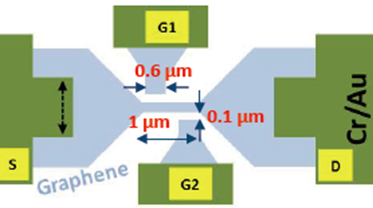 G1
0.6 µm
0.1 µm
1 µm
Cr/Au
S
D
Graphene
G2